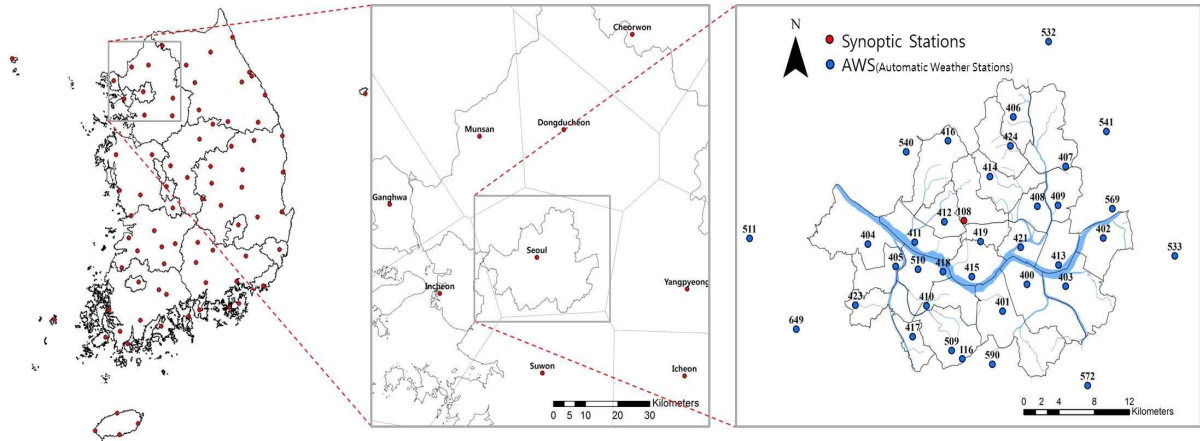 Cheorwon
Munsan
Dongducheon
Ganghwa
Seoul
Incheon
Yangpyeong
Suwon
Icheon
Kilometers
0 5 10 20 30
N
Synoptic Stations
AWS(Automatic Weather Stations)
532
406
541
416
424
540
407
414
408
409
569
412
108
402
511
404
411
419
421
533
405
510
418
415
413
400
403
423
410
401
649
417
509
116
590
572
Kilometers
0 2 4 8 12